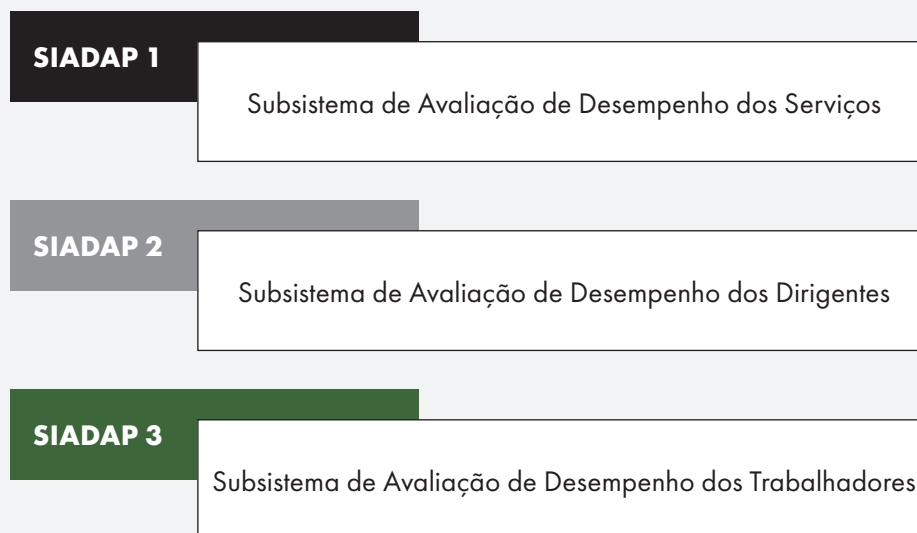 SIADAP 1
Subsistema de Avaliação de Desempenho dos Serviços
SIADAP 2
Subsistema de Avaliação de Desempenho dos Dirigentes
SIADAP 3
Subsistema de Avaliação de Desempenho dos Trabalhadores